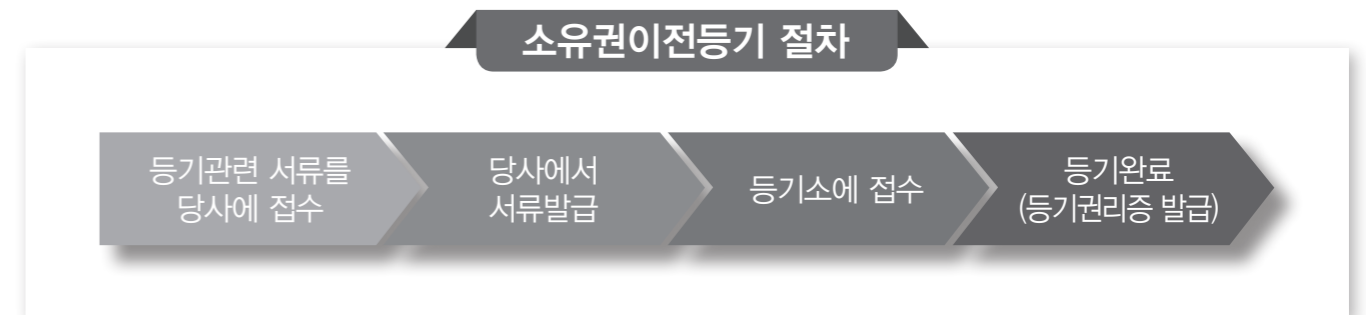 소유권이전등기 절차
등기관련 서류를
당사에 접수
당사에서
서류발급
등기소에 접수
등기완료
(등기권리증 발급)